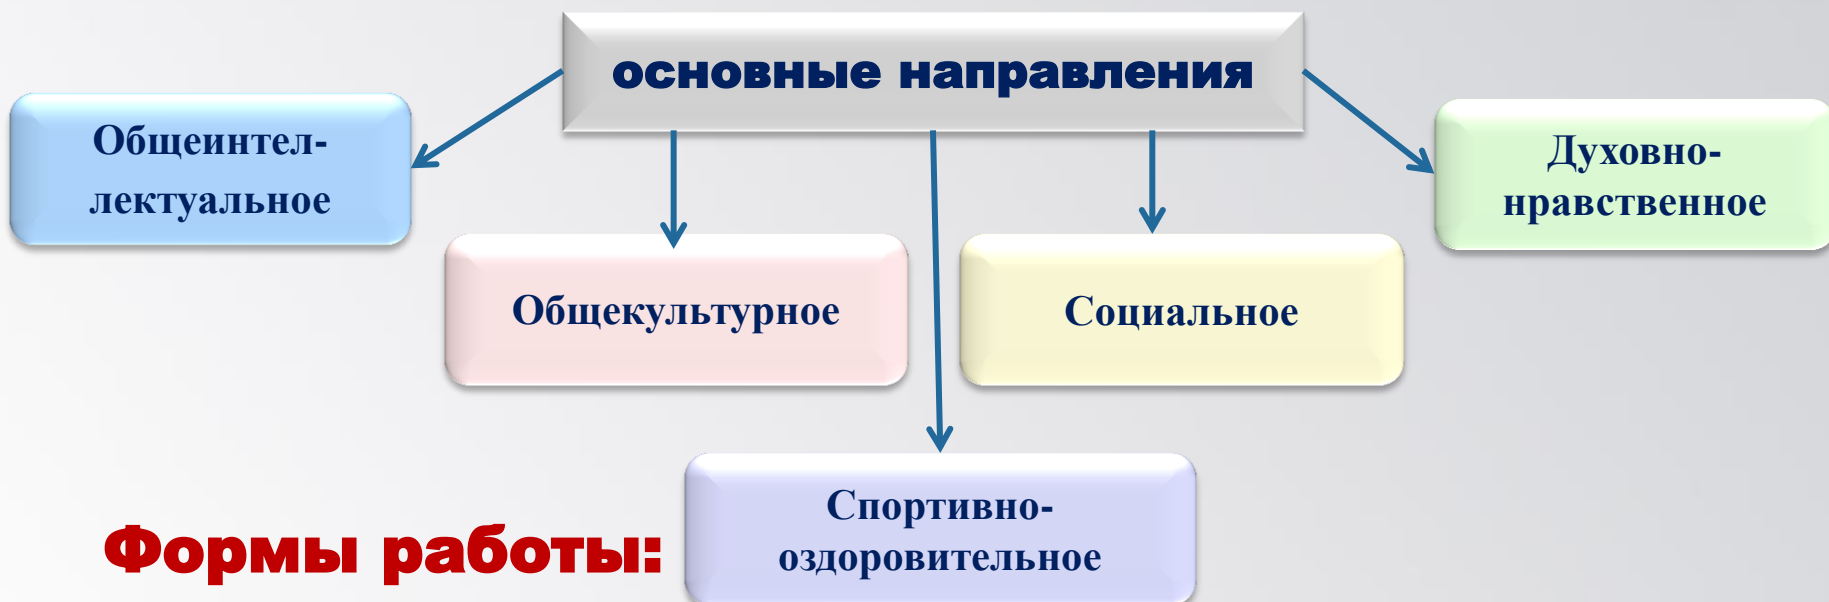 основные направления
Общеинтел-
лектуальное
Духовно-
нравственное
Общекультурное
Социальное
Спортивно-
оздоровительное
Формы работы: